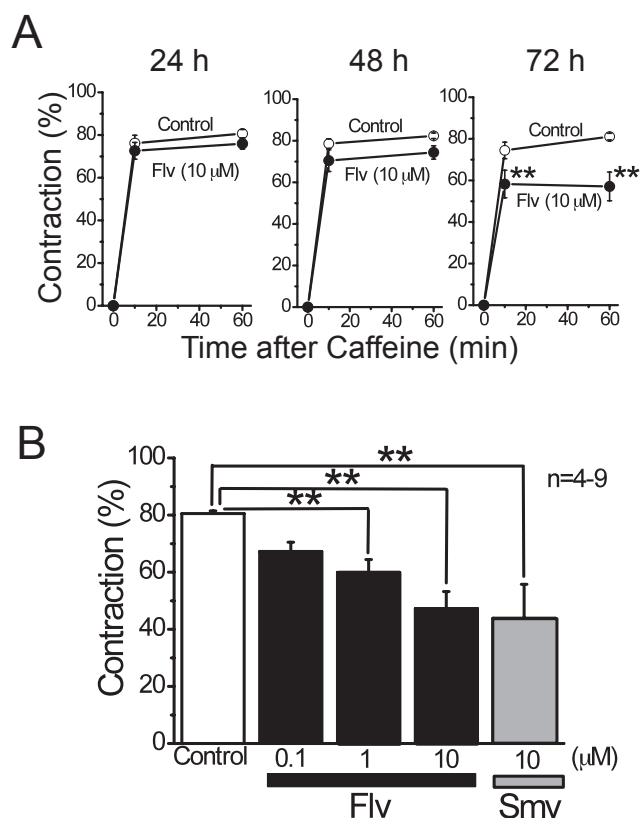 A
24 h 48 h 72 h
Contraction (%)
100 100 100
80 80 80
60 60 60
40 40 40
20 20 20
0 0 0
Control Control Control
Flv (10 μM) Flv (10 μM) Flv (10 μM)
** **
0 20 40 60 0 20 40 60 0 20 40 60
Time after Caffeine (min)
B
Contraction (%)
100
80
60
40
20
0
**
**
**
n=4-9
Control 0.1 1 10 10 (μM)
Flv Smv